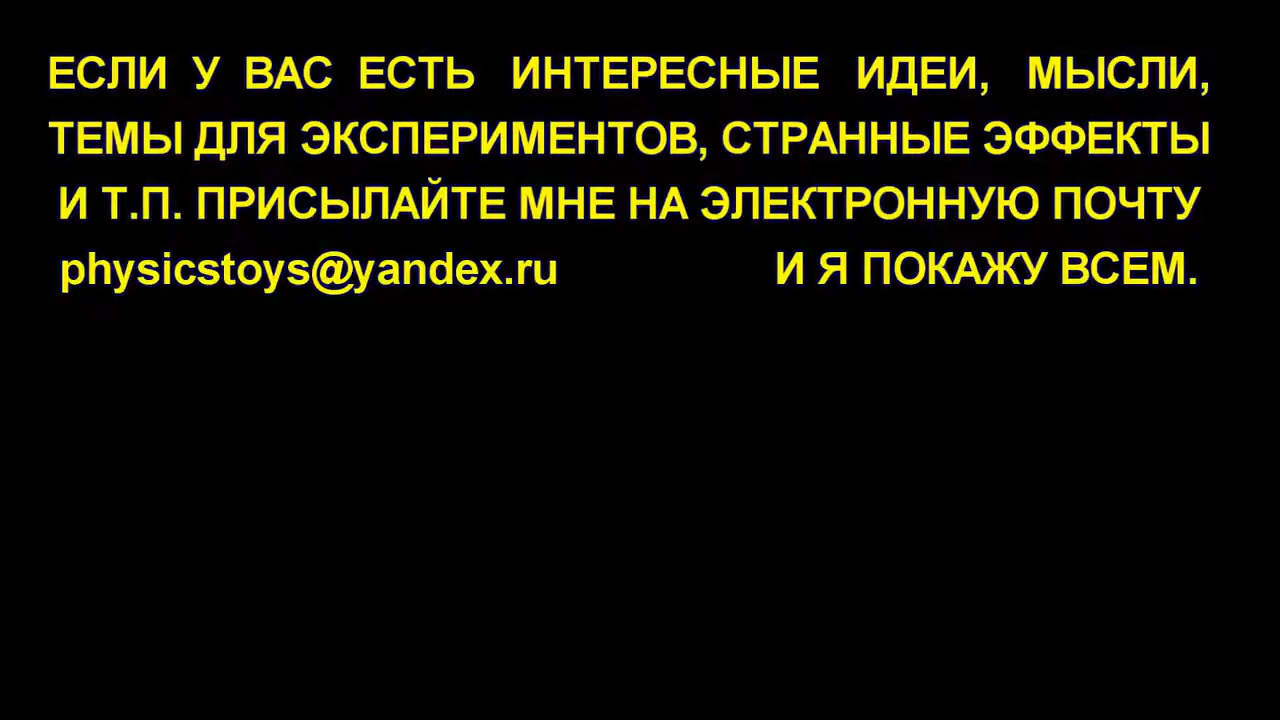 ЕСЛИ У ВАС ЕСТЬ ИНТЕРЕСНЫЕ ИДЕИ, МЫСЛИ,
ТЕМЫ ДЛЯ ЭКСПЕРИМЕНТОВ, СТРАННЫЕ ЭФФЕКТЫ
И Т.П. ПРИСЫЛАЙТЕ МНЕ НА ЭЛЕКТРОННУЮ ПОЧТУ
physicstoys@yandex.ru И Я ПОКАЖУ ВСЕМ.